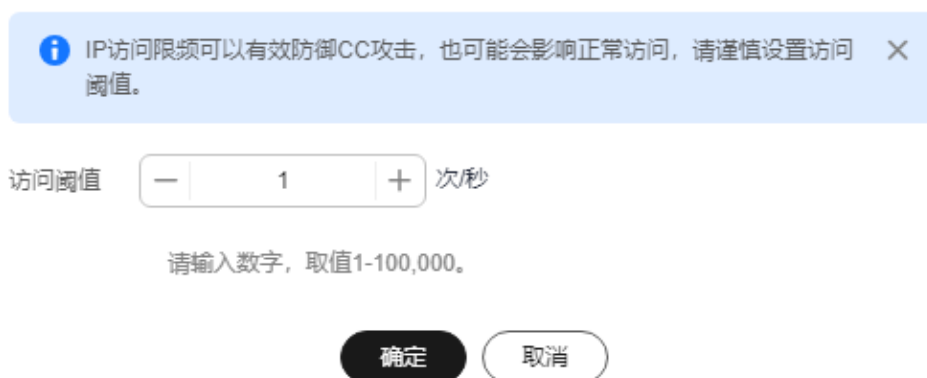 IP访问限频可以有效防御CC攻击，也可能会影响正常访问，请谨慎设置访问
阈值。
访问阈值 1 次/秒
请输入数字，取值1-100,000。
确定 取消